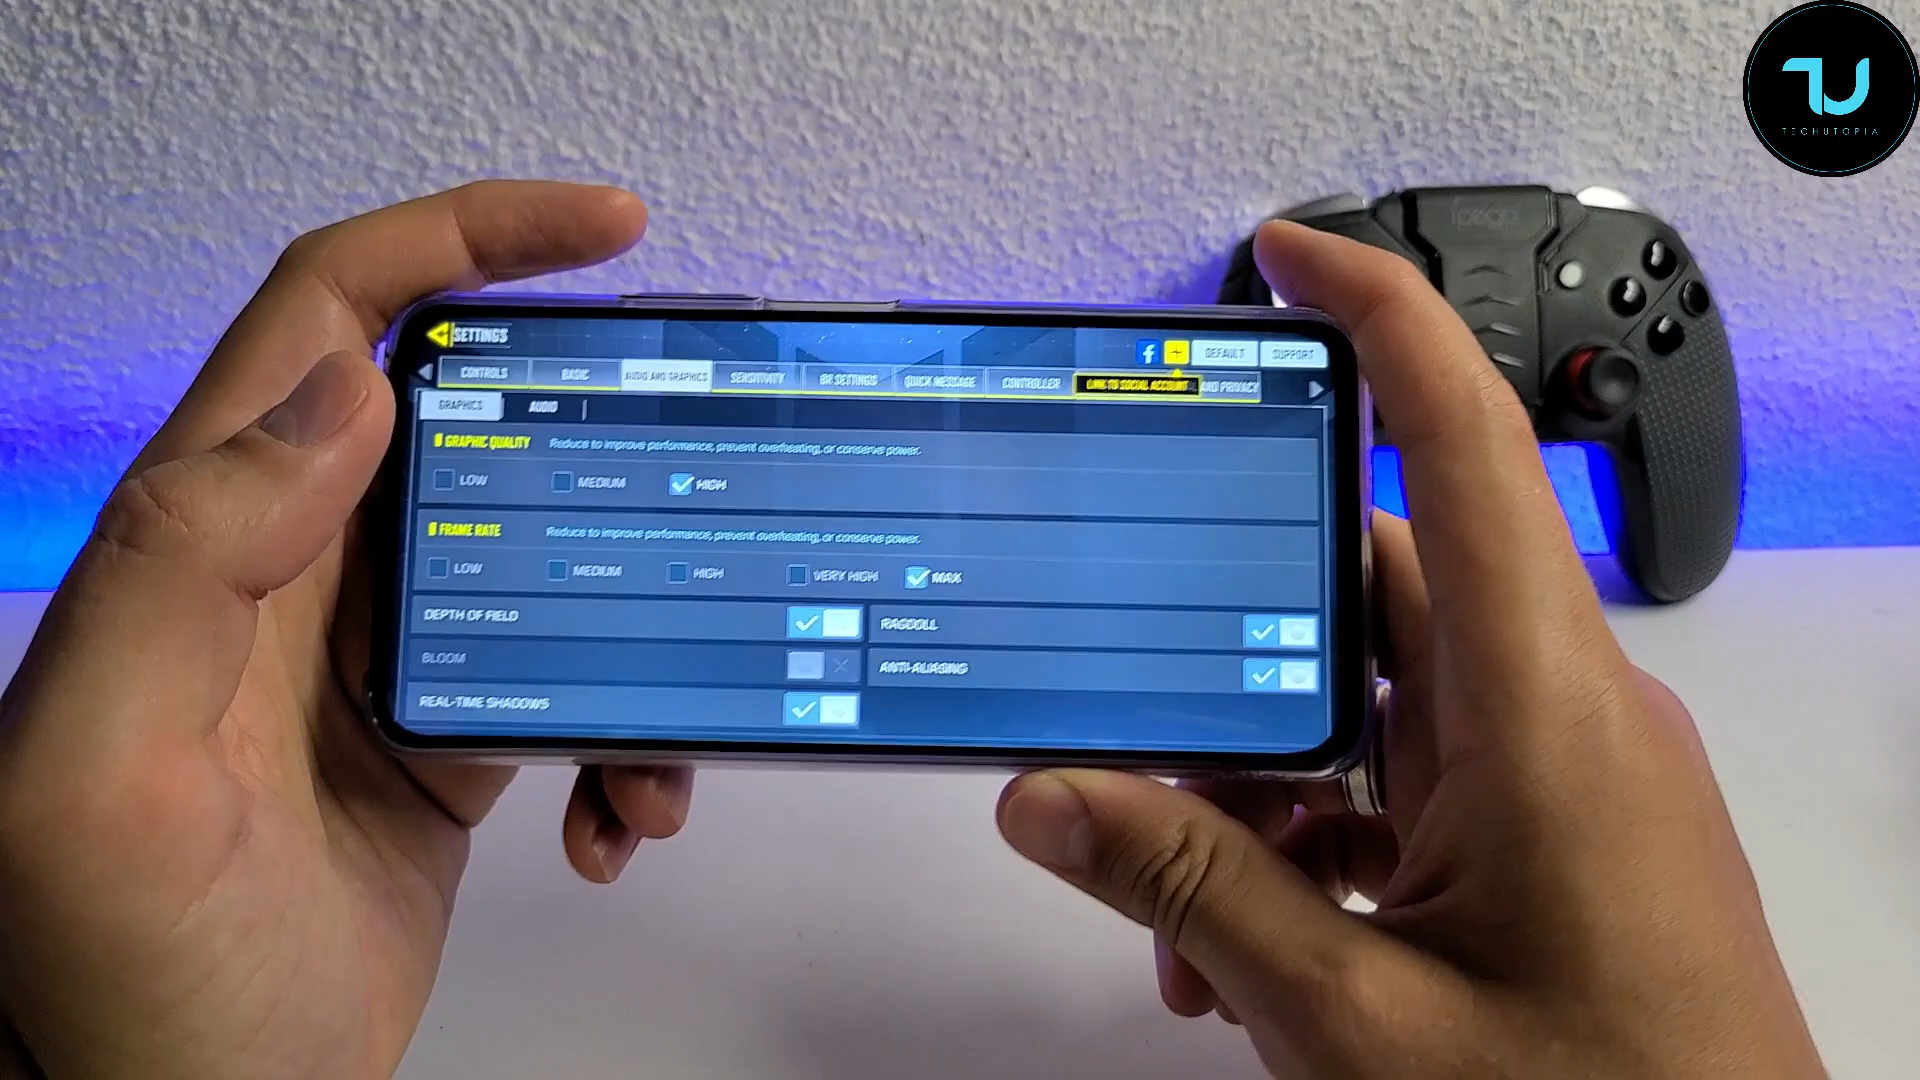 TU
TECHUTOPIA
ipega
SETTINGS
DEFAULT
SUPPORT
CONTROLS
BASIC
AUDIO AND GRAPHICS
SENSITIVITY
BR SETTINGS
QUICK MESSAGE
CONTROLLER
LINK TO SOCIAL ACCOUNT
AND PRIVACY
GRAPHICS
AUDIO
GRAPHIC QUALITY
Reduce to improve performance, prevent overheating, or conserve power.
LOW
MEDIUM
HIGH
FRAME RATE
Reduce to improve performance, prevent overheating, or conserve power.
LOW
MEDIUM
HIGH
VERY HIGH
MAX
DEPTH OF FIELD
RAGDOLL
BLOOM
ANTI-ALIASING
REAL-TIME SHADOWS